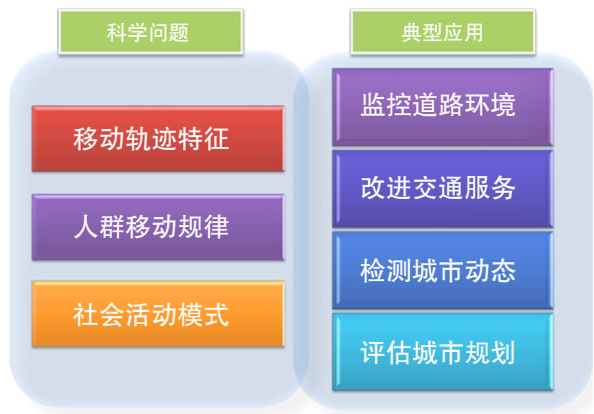 科学问题
移动轨迹特征
人群移动规律
社会活动模式
典型应用
监控道路环境
改进交通服务
检测城市动态
评估城市规划